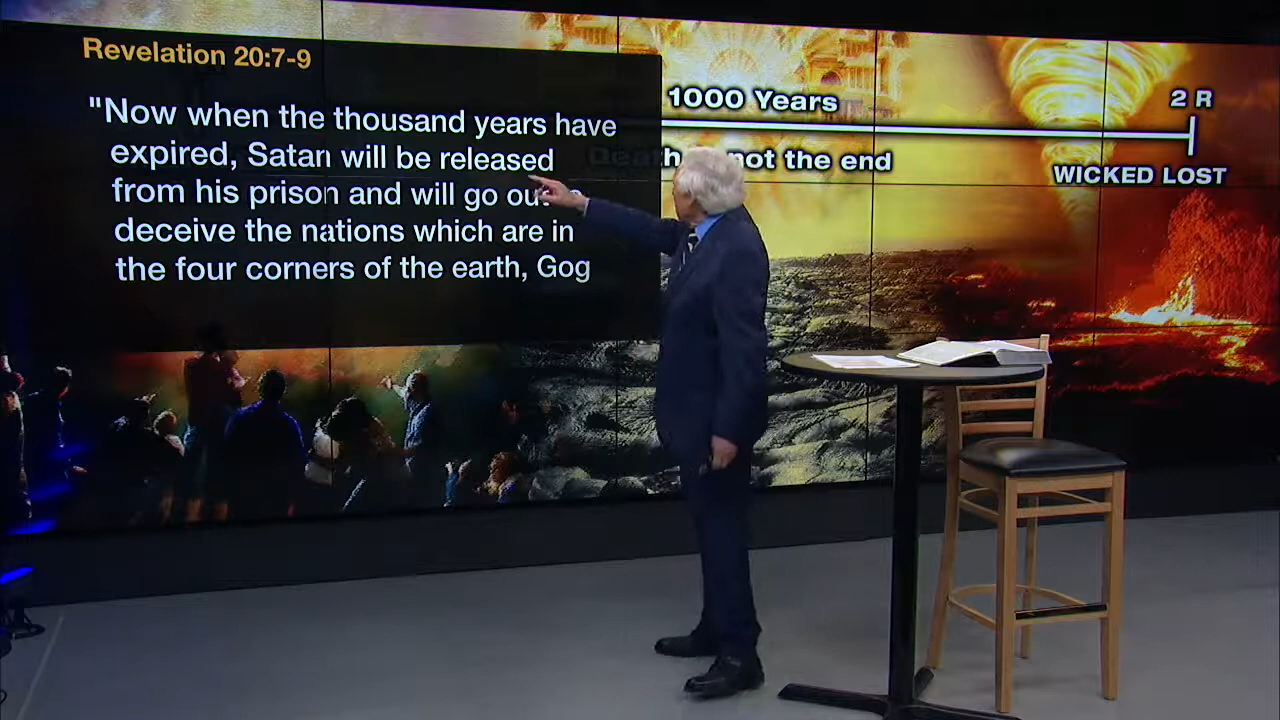 Revelation 20:7-9
"Now when the thousand years have
expired, Satan will be released
from his prison and will go out
deceive the nations which are in
the four corners of the earth, Gog
1000 Years
2 R
Death not the end
WICKED LOST